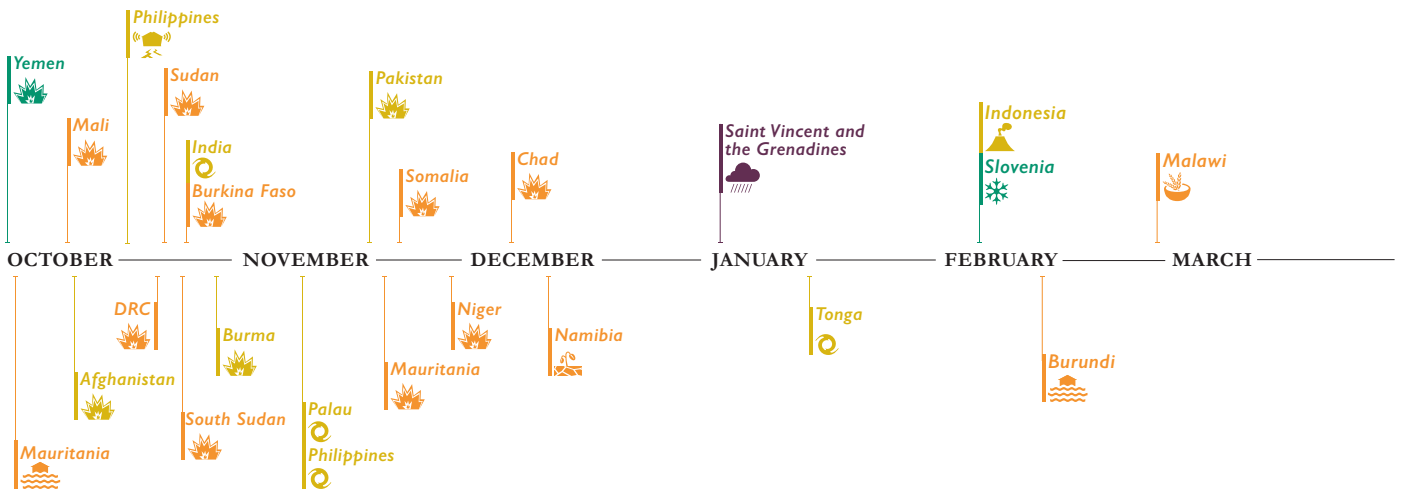 Philippines
Yemen
Sudan
Pakistan
Mali
India
Burkina Faso
Somalia
Chad
Saint Vincent and
the Grenadines
Indonesia
Slovenia
Malawi
OCTOBER
NOVEMBER
DECEMBER
JANUARY
FEBRUARY
MARCH
DRC
Burma
Niger
Namibia
Tonga
Afghanistan
Mauritania
Burundi
South Sudan
Palau
Mauritania
Philippines